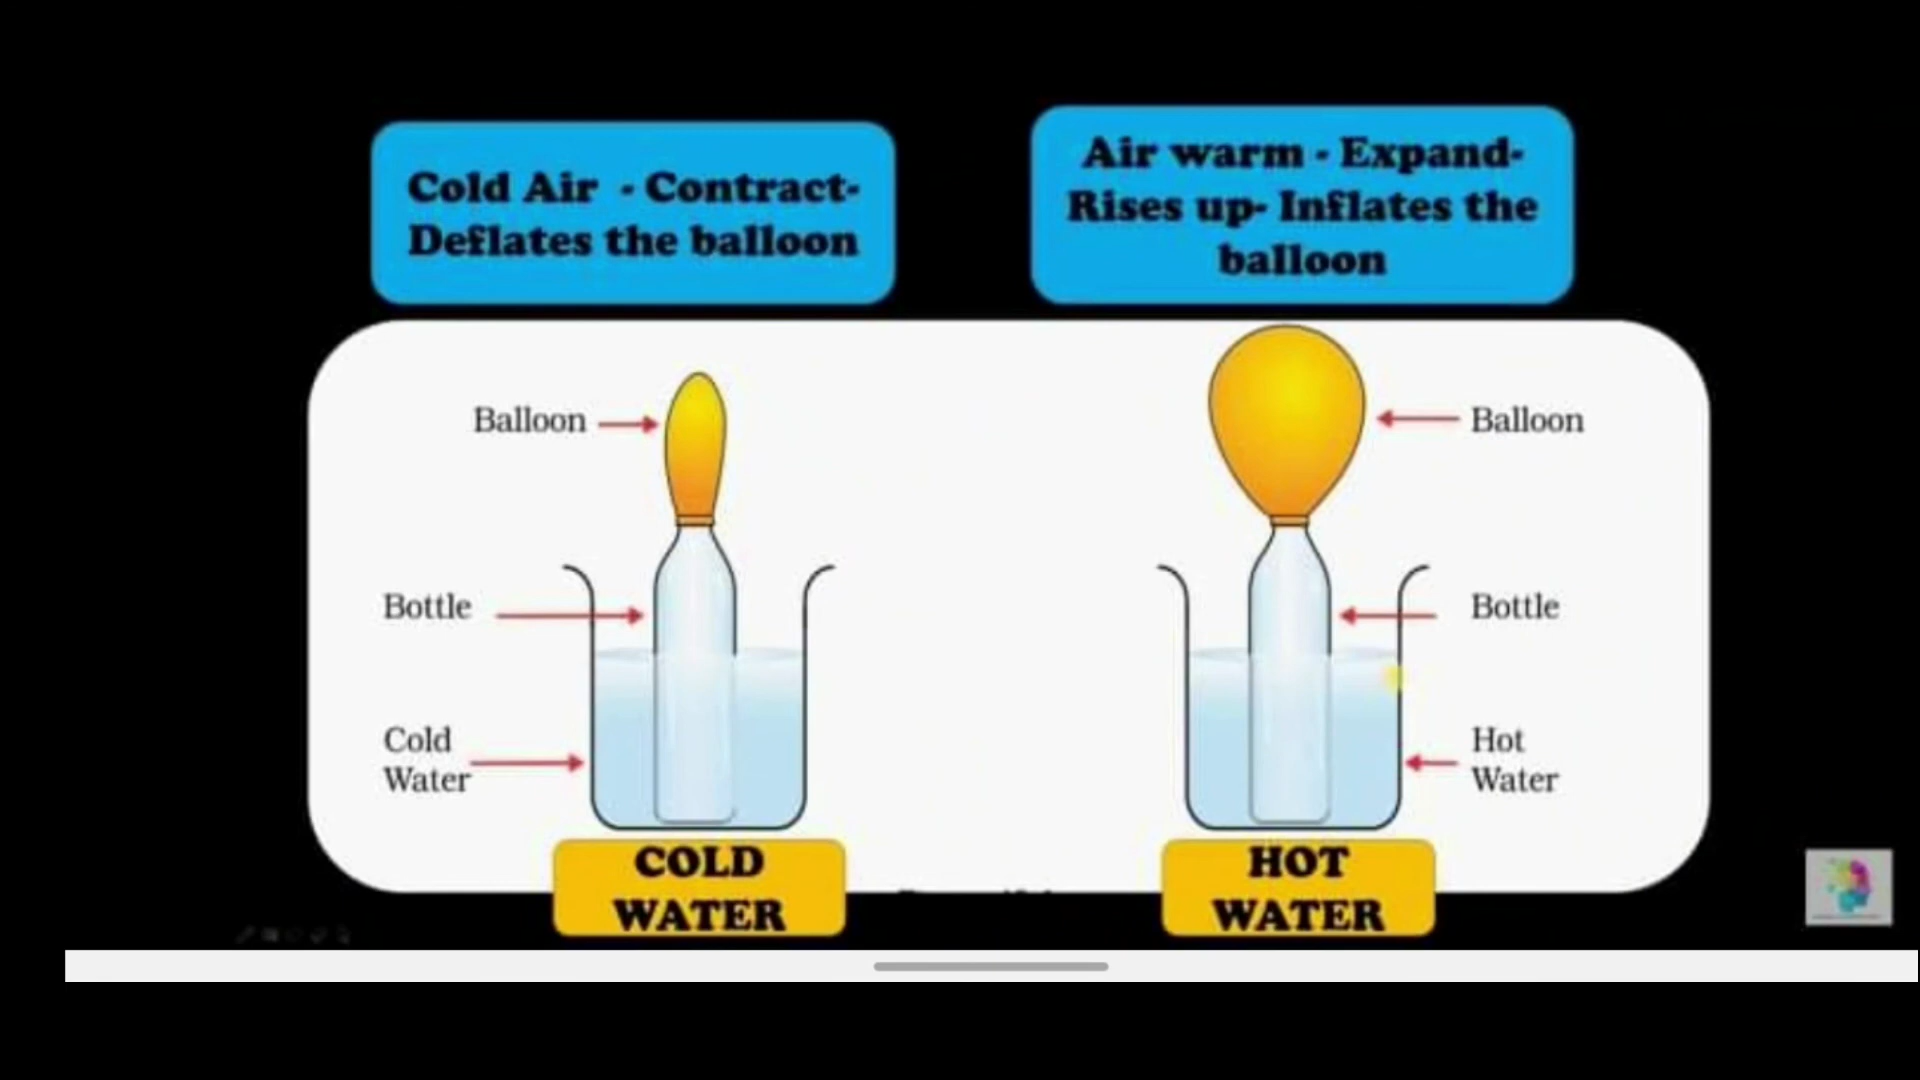 Cold Air - Contract-
Deflates the balloon
Air warm - Expand-
Rises up- Inflates the
balloon
Balloon
Balloon
Bottle
Bottle
Cold
Water
Hot
Water
COLD
WATER
HOT
WATER